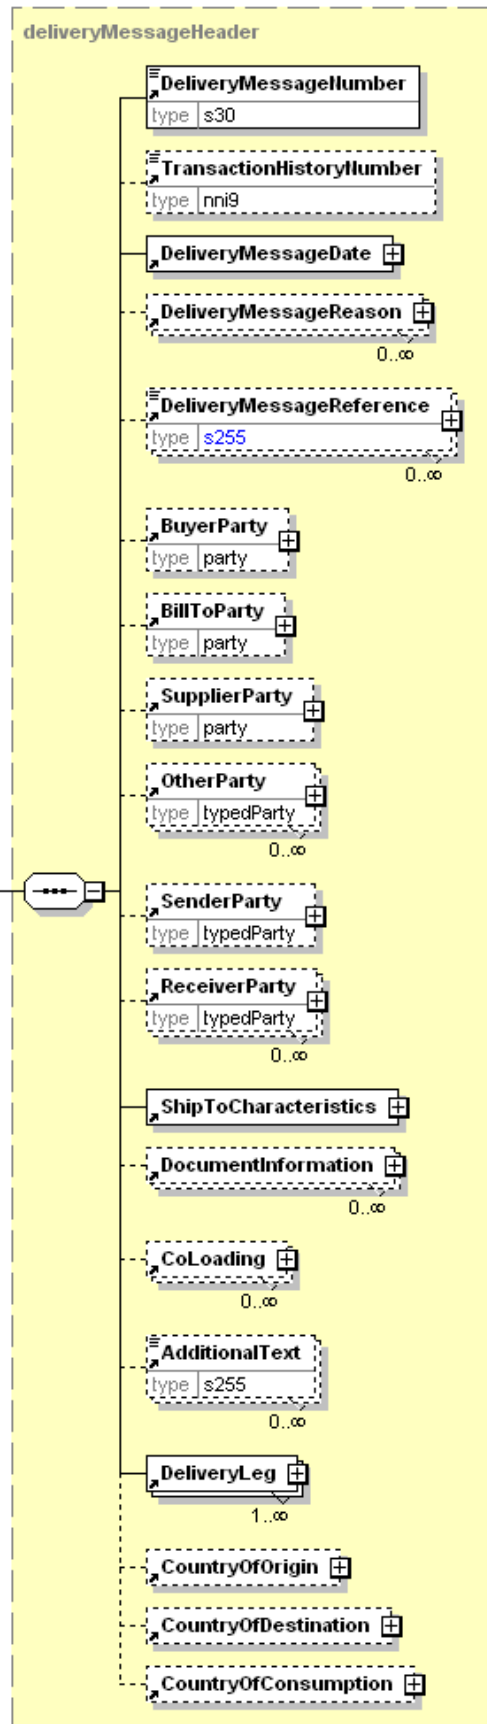 deliveryMessageHeader
DeliveryMessageNumber
type s30
TransactionHistoryNumber
type nni9
DeliveryMessageDate
DeliveryMessageReason
0..∞
DeliveryMessageReference
type s255
0..∞
BuyerParty
type party
BillToParty
type party
SupplierParty
type party
OtherParty
type typedParty
0..∞
SenderParty
type typedParty
ReceiverParty
type typedParty
0..∞
ShipToCharacteristics
DocumentInformation
0..∞
CoLoading
0..∞
AdditionalText
type s255
0..∞
DeliveryLeg
1..∞
CountryOfOrigin
CountryOfDestination
CountryOfConsumption